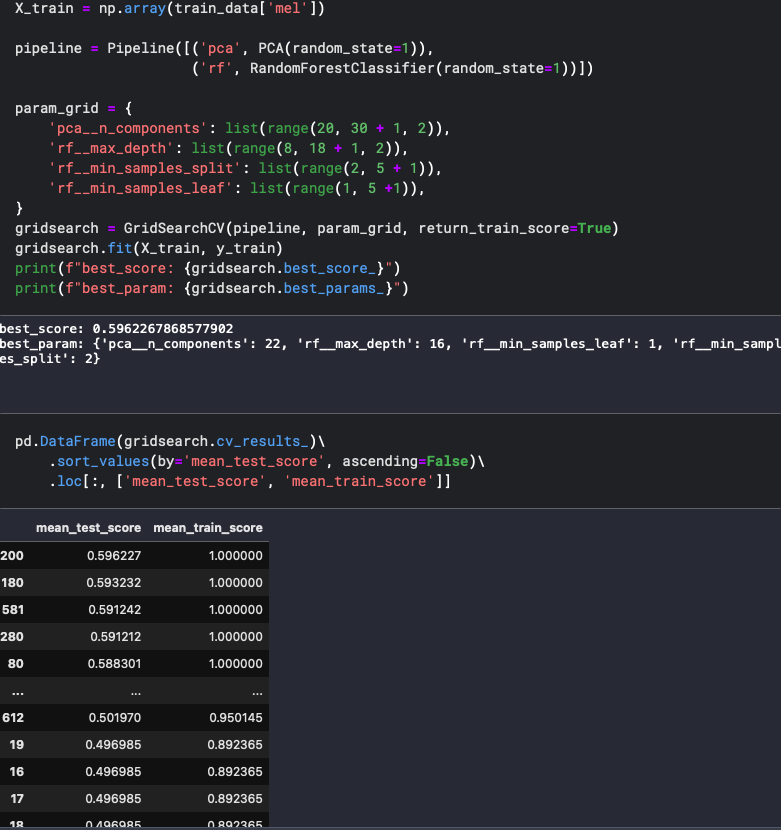 X_train = np.array(train_data['mel'])
pipeline = Pipeline([('pca', PCA(random_state=1)),
('rf', RandomForestClassifier(random_state=1))])
param_grid = {
'pca__n_components': list(range(20, 30 + 1, 2)),
'rf__max_depth': list(range(8, 18 + 1, 2)),
'rf__min_samples_split': list(range(2, 5 + 1)),
'rf__min_samples_leaf': list(range(1, 5 +1)),
}
gridsearch = GridSearchCV(pipeline, param_grid, return_train_score=True)
gridsearch.fit(X_train, y_train)
print(f"best_score: {gridsearch.best_score_}")
print(f"best_param: {gridsearch.best_params_}")
best_score: 0.5962267868577902
best_param: {'pca__n_components': 22, 'rf__max_depth': 16, 'rf__min_samples_leaf': 1, 'rf__min_sampl
es_split': 2}
pd.DataFrame(gridsearch.cv_results_)\
.sort_values(by='mean_test_score', ascending=False)\
.loc[:, ['mean_test_score', 'mean_train_score']]
mean_test_score mean_train_score
200 0.596227 1.000000
180 0.593232 1.000000
581 0.591242 1.000000
280 0.591212 1.000000
80 0.588301 1.000000
... ... ...
612 0.501970 0.950145
19 0.496985 0.892365
16 0.496985 0.892365
17 0.496985 0.892365
18 0.496985 0.892365